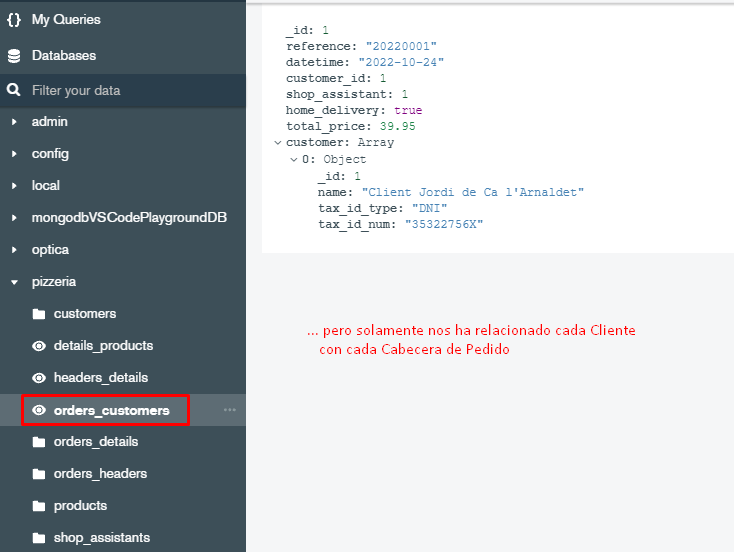 My Queries
Databases
Filter your data
admin
config
local
mongodbVSCodePlaygroundDB
optica
pizzeria
customers
details_products
headers_details
orders_customers
orders_details
orders_headers
products
shop_assistants
_id: 1
reference: "20220001"
datetime: "2022-10-24"
customer_id: 1
shop_assistant: 1
home_delivery: true
total_price: 39.95
customer: Array
0: Object
_id: 1
name: "Client Jordi de Ca l'Arnaldet"
tax_id_type: "DNI"
tax_id_num: "35322756X"
... pero solamente nos ha relacionado cada Cliente
con cada Cabecera de Pedido